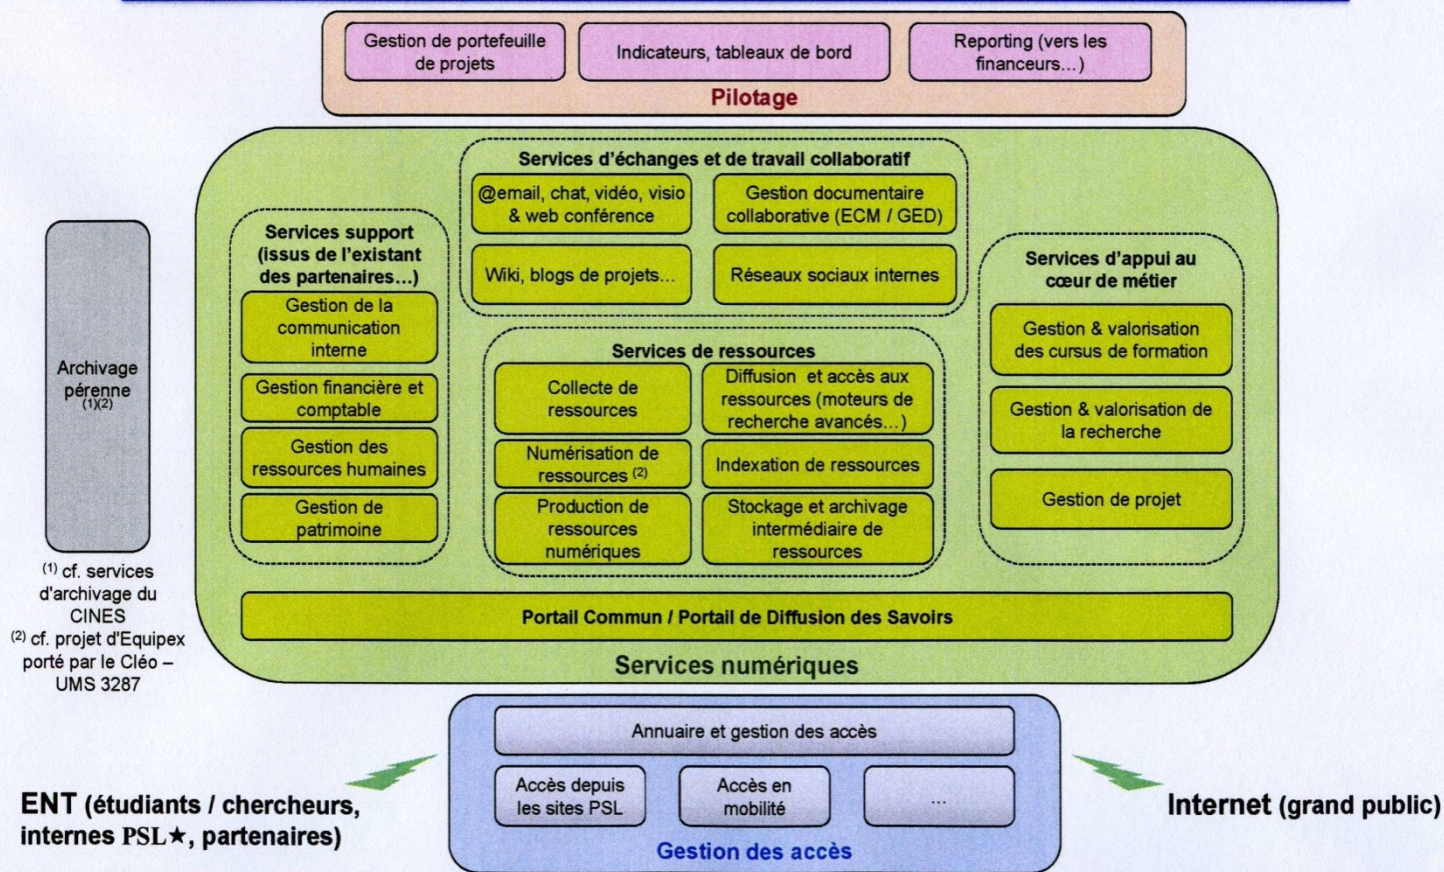 Gestion de portefeuille
de projets
Indicateurs, tableaux de bord
Reporting (vers les
financeurs…)
Pilotage
Services d'échanges et de travail collaboratif
@email, chat, vidéo, visio
& web conférence
Gestion documentaire
collaborative (ECM / GED)
Wiki, blogs de projets…
Réseaux sociaux internes
Services support
(issus de l'existant
des partenaires…)
Gestion de la
communication
interne
Gestion financière et
comptable
Gestion des
ressources humaines
Gestion de
patrimoine
Services de ressources
Collecte de
ressources
Diffusion et accès aux
ressources (moteurs de
recherche avancés…)
Numérisation de
ressources (2)
Indexation de ressources
Production de
ressources
numériques
Stockage et archivage
intermédiaire de
ressources
Services d'appui au
cœur de métier
Gestion & valorisation
des cursus de formation
Gestion & valorisation de
la recherche
Gestion de projet
Archivage
pérenne
(1)(2)
(1) cf. services
d'archivage du
CINES
(2) cf. projet d'Equipex
porté par le Cléo –
UMS 3287
Portail Commun / Portail de Diffusion des Savoirs
Services numériques
Annuaire et gestion des accès
Accès depuis
les sites PSL
Accès en
mobilité
…
Gestion des accès
ENT (étudiants / chercheurs,
internes PSL★, partenaires)
Internet (grand public)